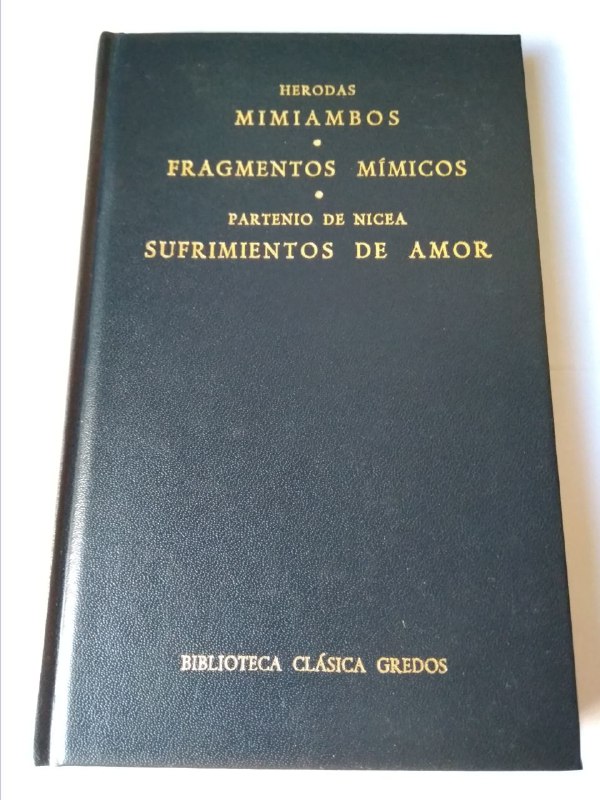 HERODAS
MIMIAMBOS
•
FRAGMENTOS MÍMICOS
•
PARTENIO DE NICEA
SUFRIMIENTOS DE AMOR
BIBLIOTECA CLÁSICA GREDOS